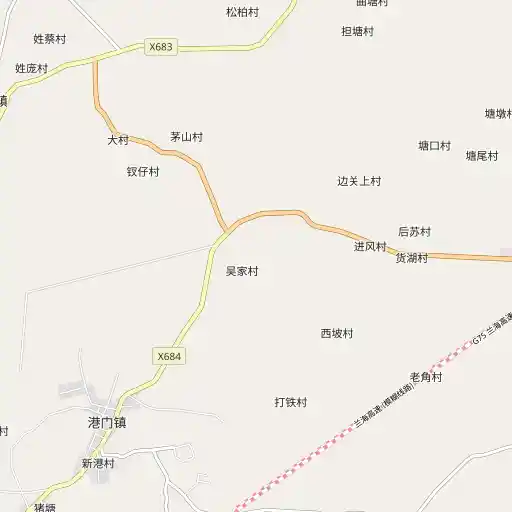 曲塘村
松柏村
担塘村
姓蔡村
X683
姓庞村
镇
塘墩村
大村
茅山村
塘口村
塘尾村
钗仔村
边关上村
后苏村
进风村
货湖村
吴家村
G75 兰海高速
西坡村
X684
老角村
打铁村
兰海高速(模糊线路)
港门镇
村
新港村
猪塘